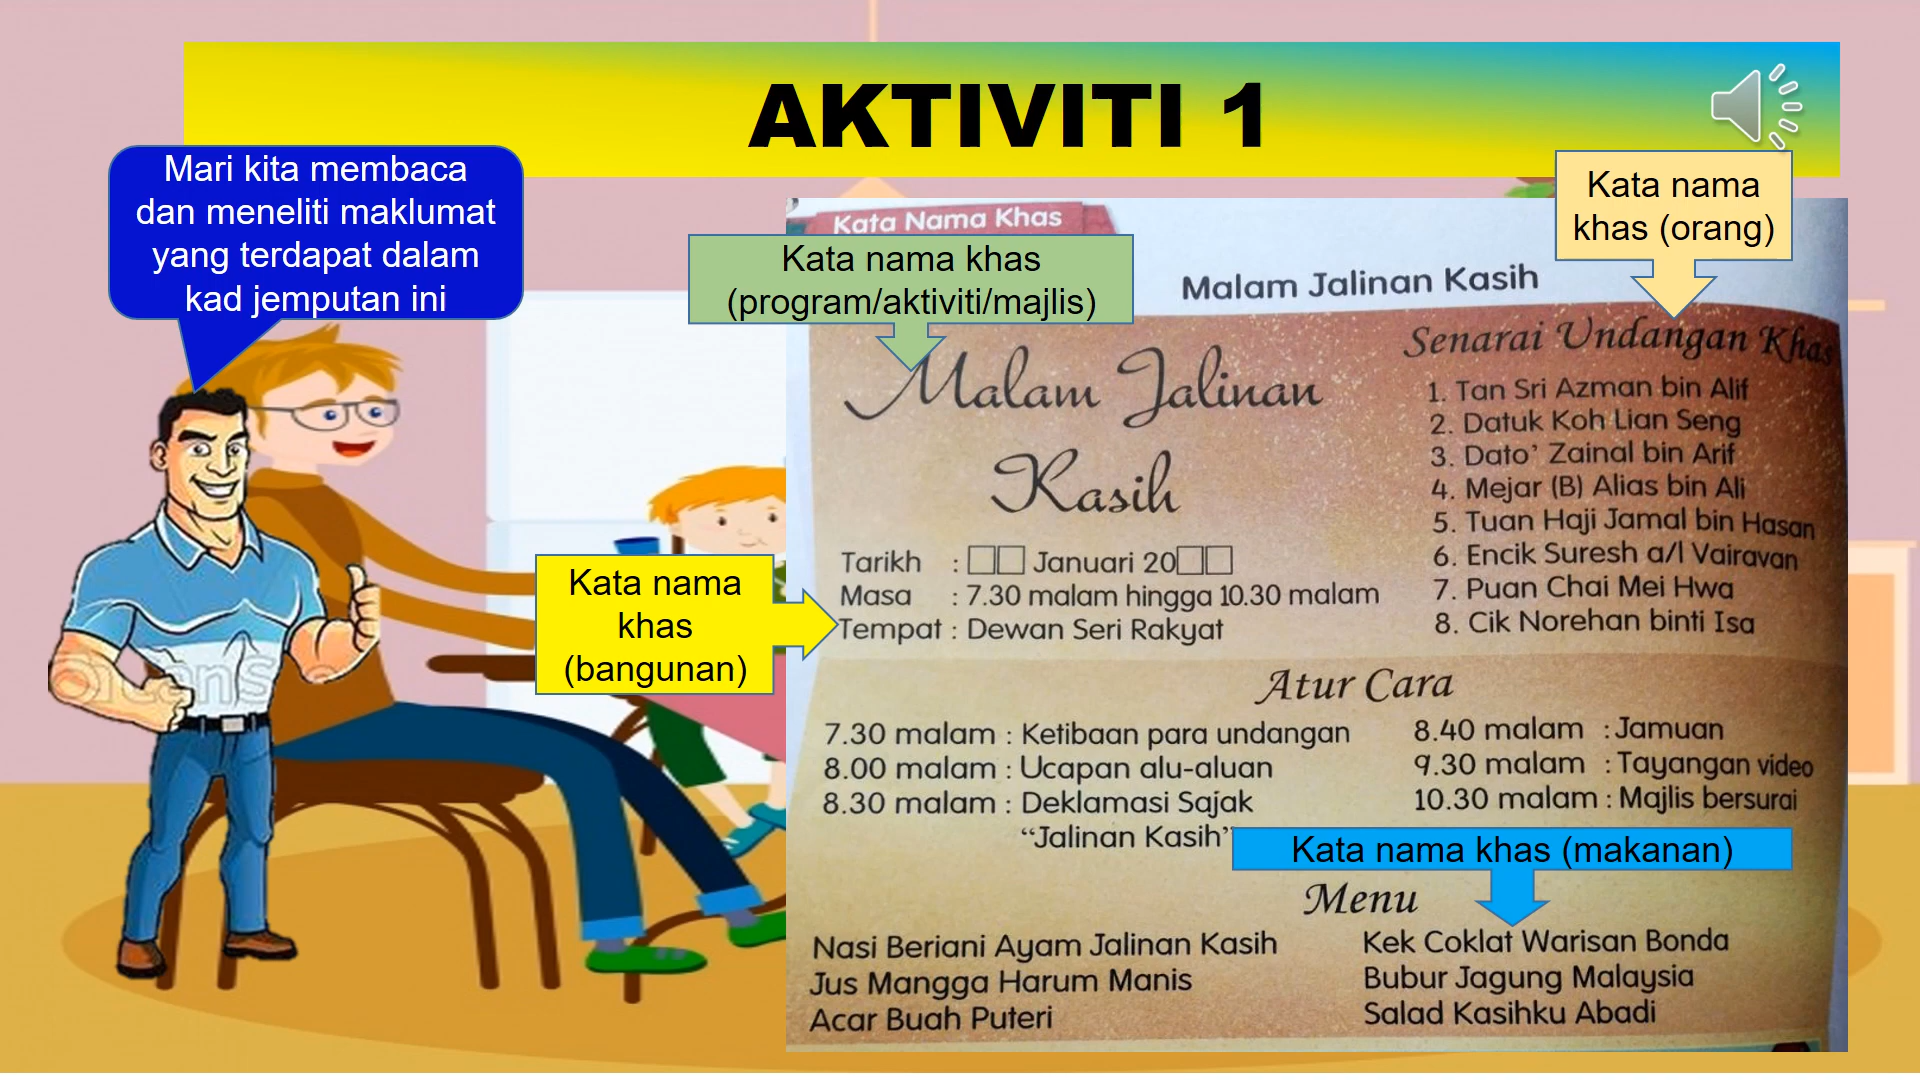 AKTIVITI 1
Mari kita membaca
dan meneliti maklumat
yang terdapat dalam
kad jemputan ini
Kata nama
khas (orang)
Kata Nama Khas
Kata nama khas
(program/aktiviti/majlis)
Malam Jalinan Kasih
Malam Jalinan
Kasih
Tarikh : □□ Januari 20□□
Masa : 7.30 malam hingga 10.30 malam
Tempat : Dewan Seri Rakyat
Kata nama
khas
(bangunan)
Senarai Undangan Khas
1. Tan Sri Azman bin Alif
2. Datuk Koh Lian Seng
3. Dato' Zainal bin Arif
4. Mejar (B) Alias bin Ali
5. Tuan Haji Jamal bin Hasan
6. Encik Suresh a/l Vairavan
7. Puan Chai Mei Hwa
8. Cik Norehan binti Isa
Atur Cara
7.30 malam : Ketibaan para undangan
8.00 malam : Ucapan alu-aluan
8.30 malam : Deklamasi Sajak
“Jalinan Kasih”
8.40 malam : Jamuan
9.30 malam : Tayangan video
10.30 malam : Majlis bersurai
Kata nama khas (makanan)
Menu
Nasi Beriani Ayam Jalinan Kasih
Jus Mangga Harum Manis
Acar Buah Puteri
Kek Coklat Warisan Bonda
Bubur Jagung Malaysia
Salad Kasihku Abadi